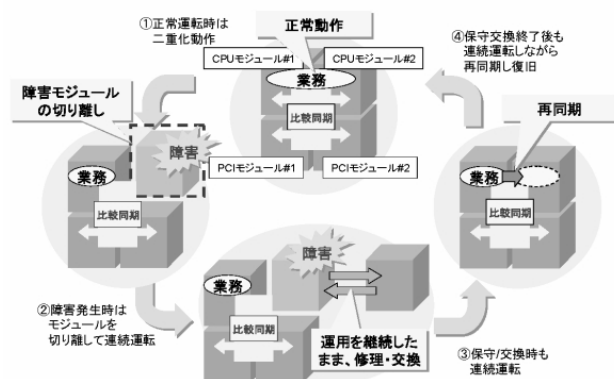 ①正常運転時は
二重化動作
正常動作
CPUモジュール#1
CPUモジュール#2
業務
比較同期
PCIモジュール#1
PCIモジュール#2
④保守交換終了後も
連続運転しながら
再同期し復旧
障害モジュール
の切り離し
障害
業務
比較同期
再同期
業務
比較同期
②障害発生時は
モジュールを
切り離して連続運転
障害
業務
比較同期
運用を継続した
まま、修理・交換
③保守/交換時も
連続運転